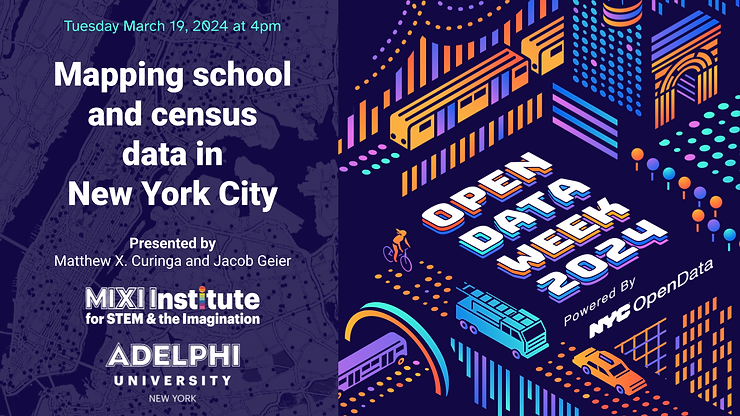 Tuesday March 19, 2024 at 4pm
Mapping school
and census
data in
New York City
Presented by
Matthew X. Curinga and Jacob Geier
MIXI Institute
for STEM & the Imagination
ADELPHI
UNIVERSITY
NEW YORK
OPEN
DATA
WEEK
2024
Powered By
NYC OpenData